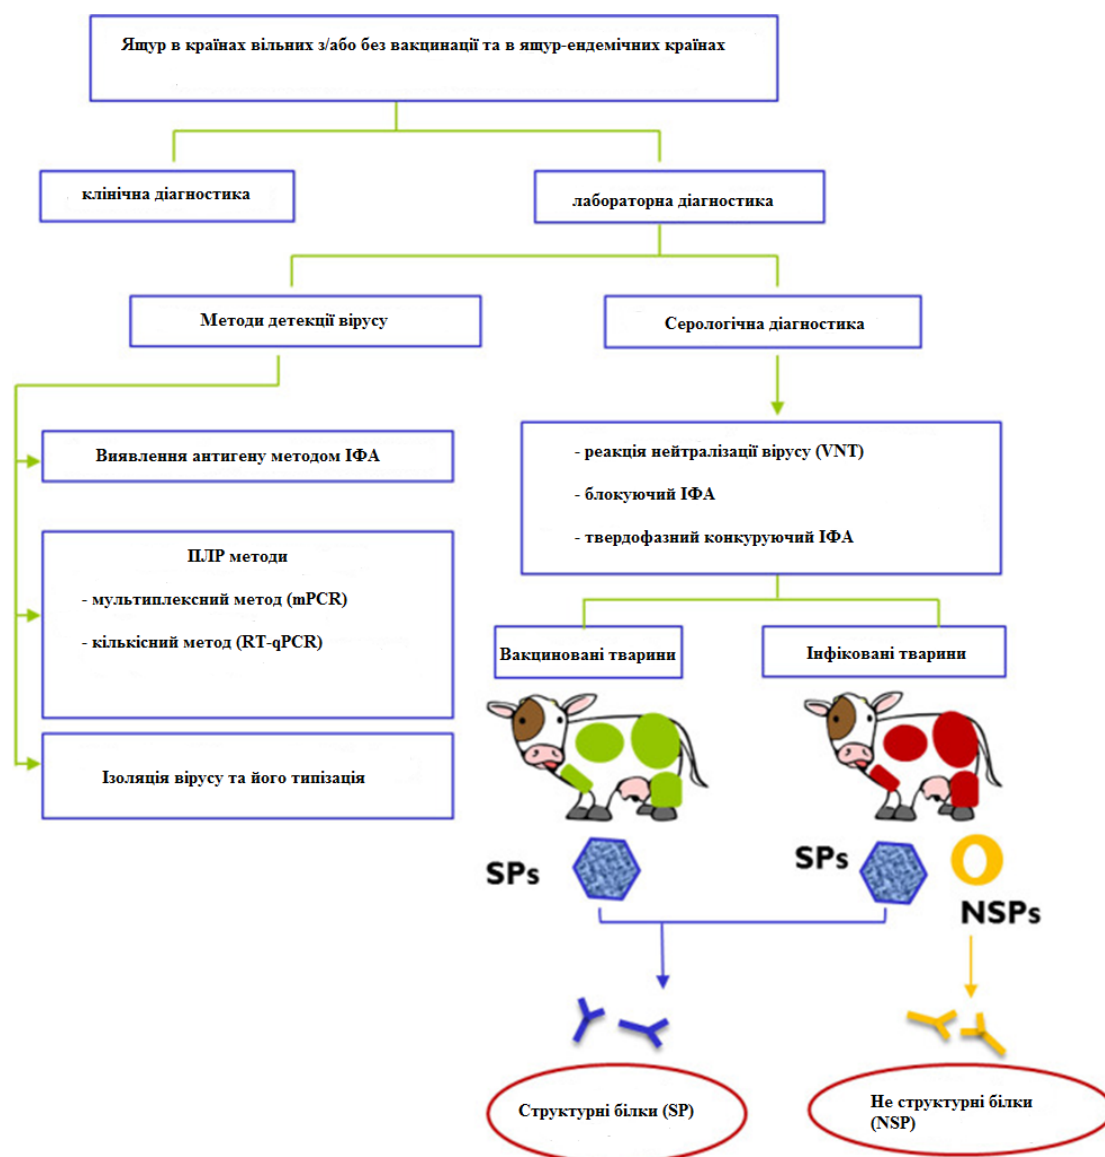 Ящур в країнах вільних з/або без вакцинації та в ящур-ендемічних країнах
клінічна діагностика
лабораторна діагностика
Методи детекції вірусу
Серологічна діагностика
Виявлення антигену методом ІФА
ПЛР методи
- мультиплексний метод (mPCR)
- кількісний метод (RT-qPCR)
Ізоляція вірусу та його типізація
- реакція нейтралізації вірусу (VNT)
- блокуючий ІФА
- твердофазний конкуруючий ІФА
Вакциновані тварини
Інфіковані тварини
SPs
SPs
NSPs
Структурні білки (SP)
Не структурні білки
(NSP)